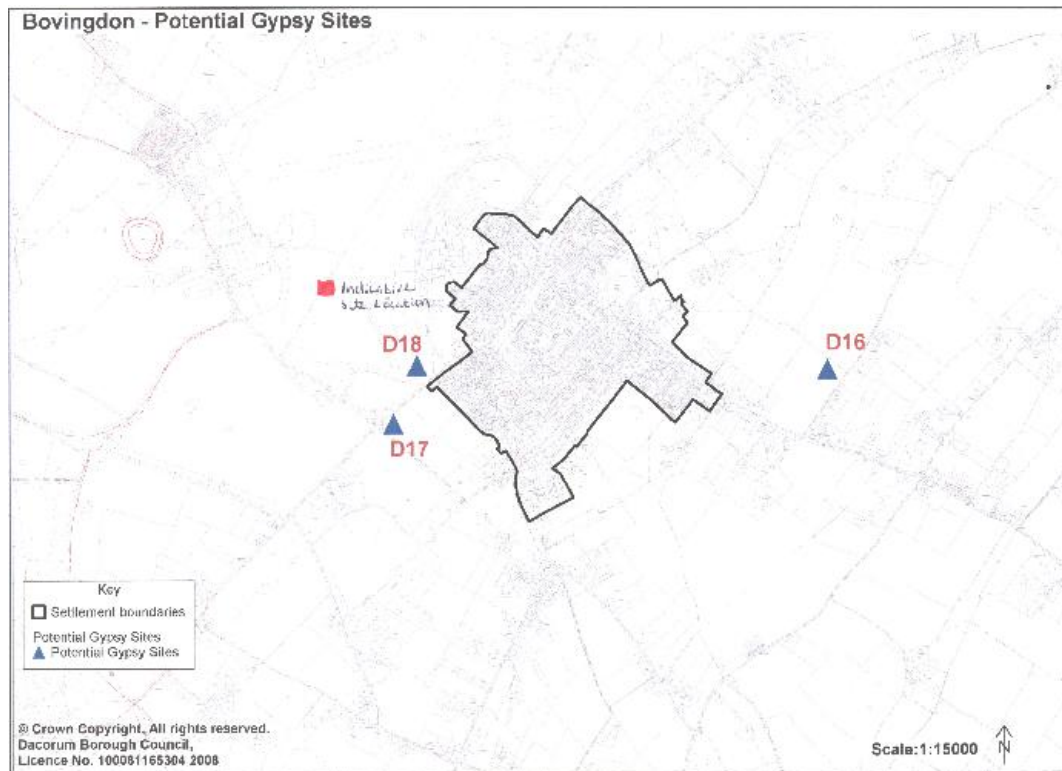 Bovingdon - Potential Gypsy Sites
Indicative
Site Location
D18
D16
D17
Key
Settlement boundaries
Potential Gypsy Sites
Potential Gypsy Sites
© Crown Copyright, All rights reserved.
Dacorum Borough Council,
Licence No. 100081165304 2008
Scale:1:15000
N